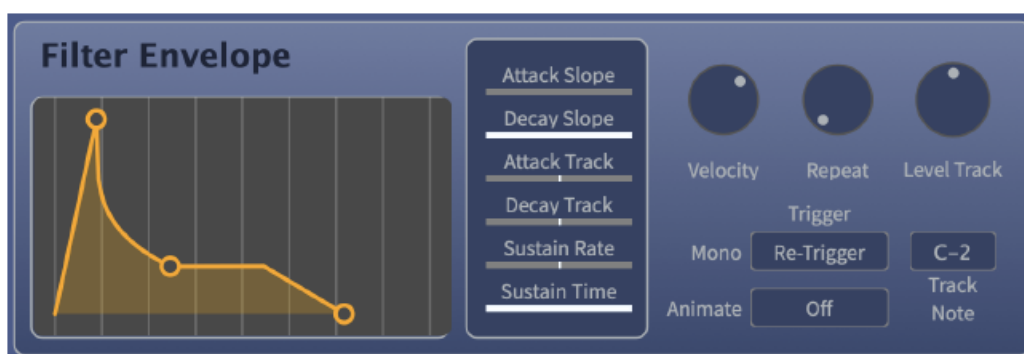 Filter Envelope
Attack Slope
Decay Slope
Attack Track
Decay Track
Sustain Rate
Sustain Time
Velocity
Repeat
Level Track
Trigger
Mono
Re-Trigger
C-2
Track
Note
Animate
Off